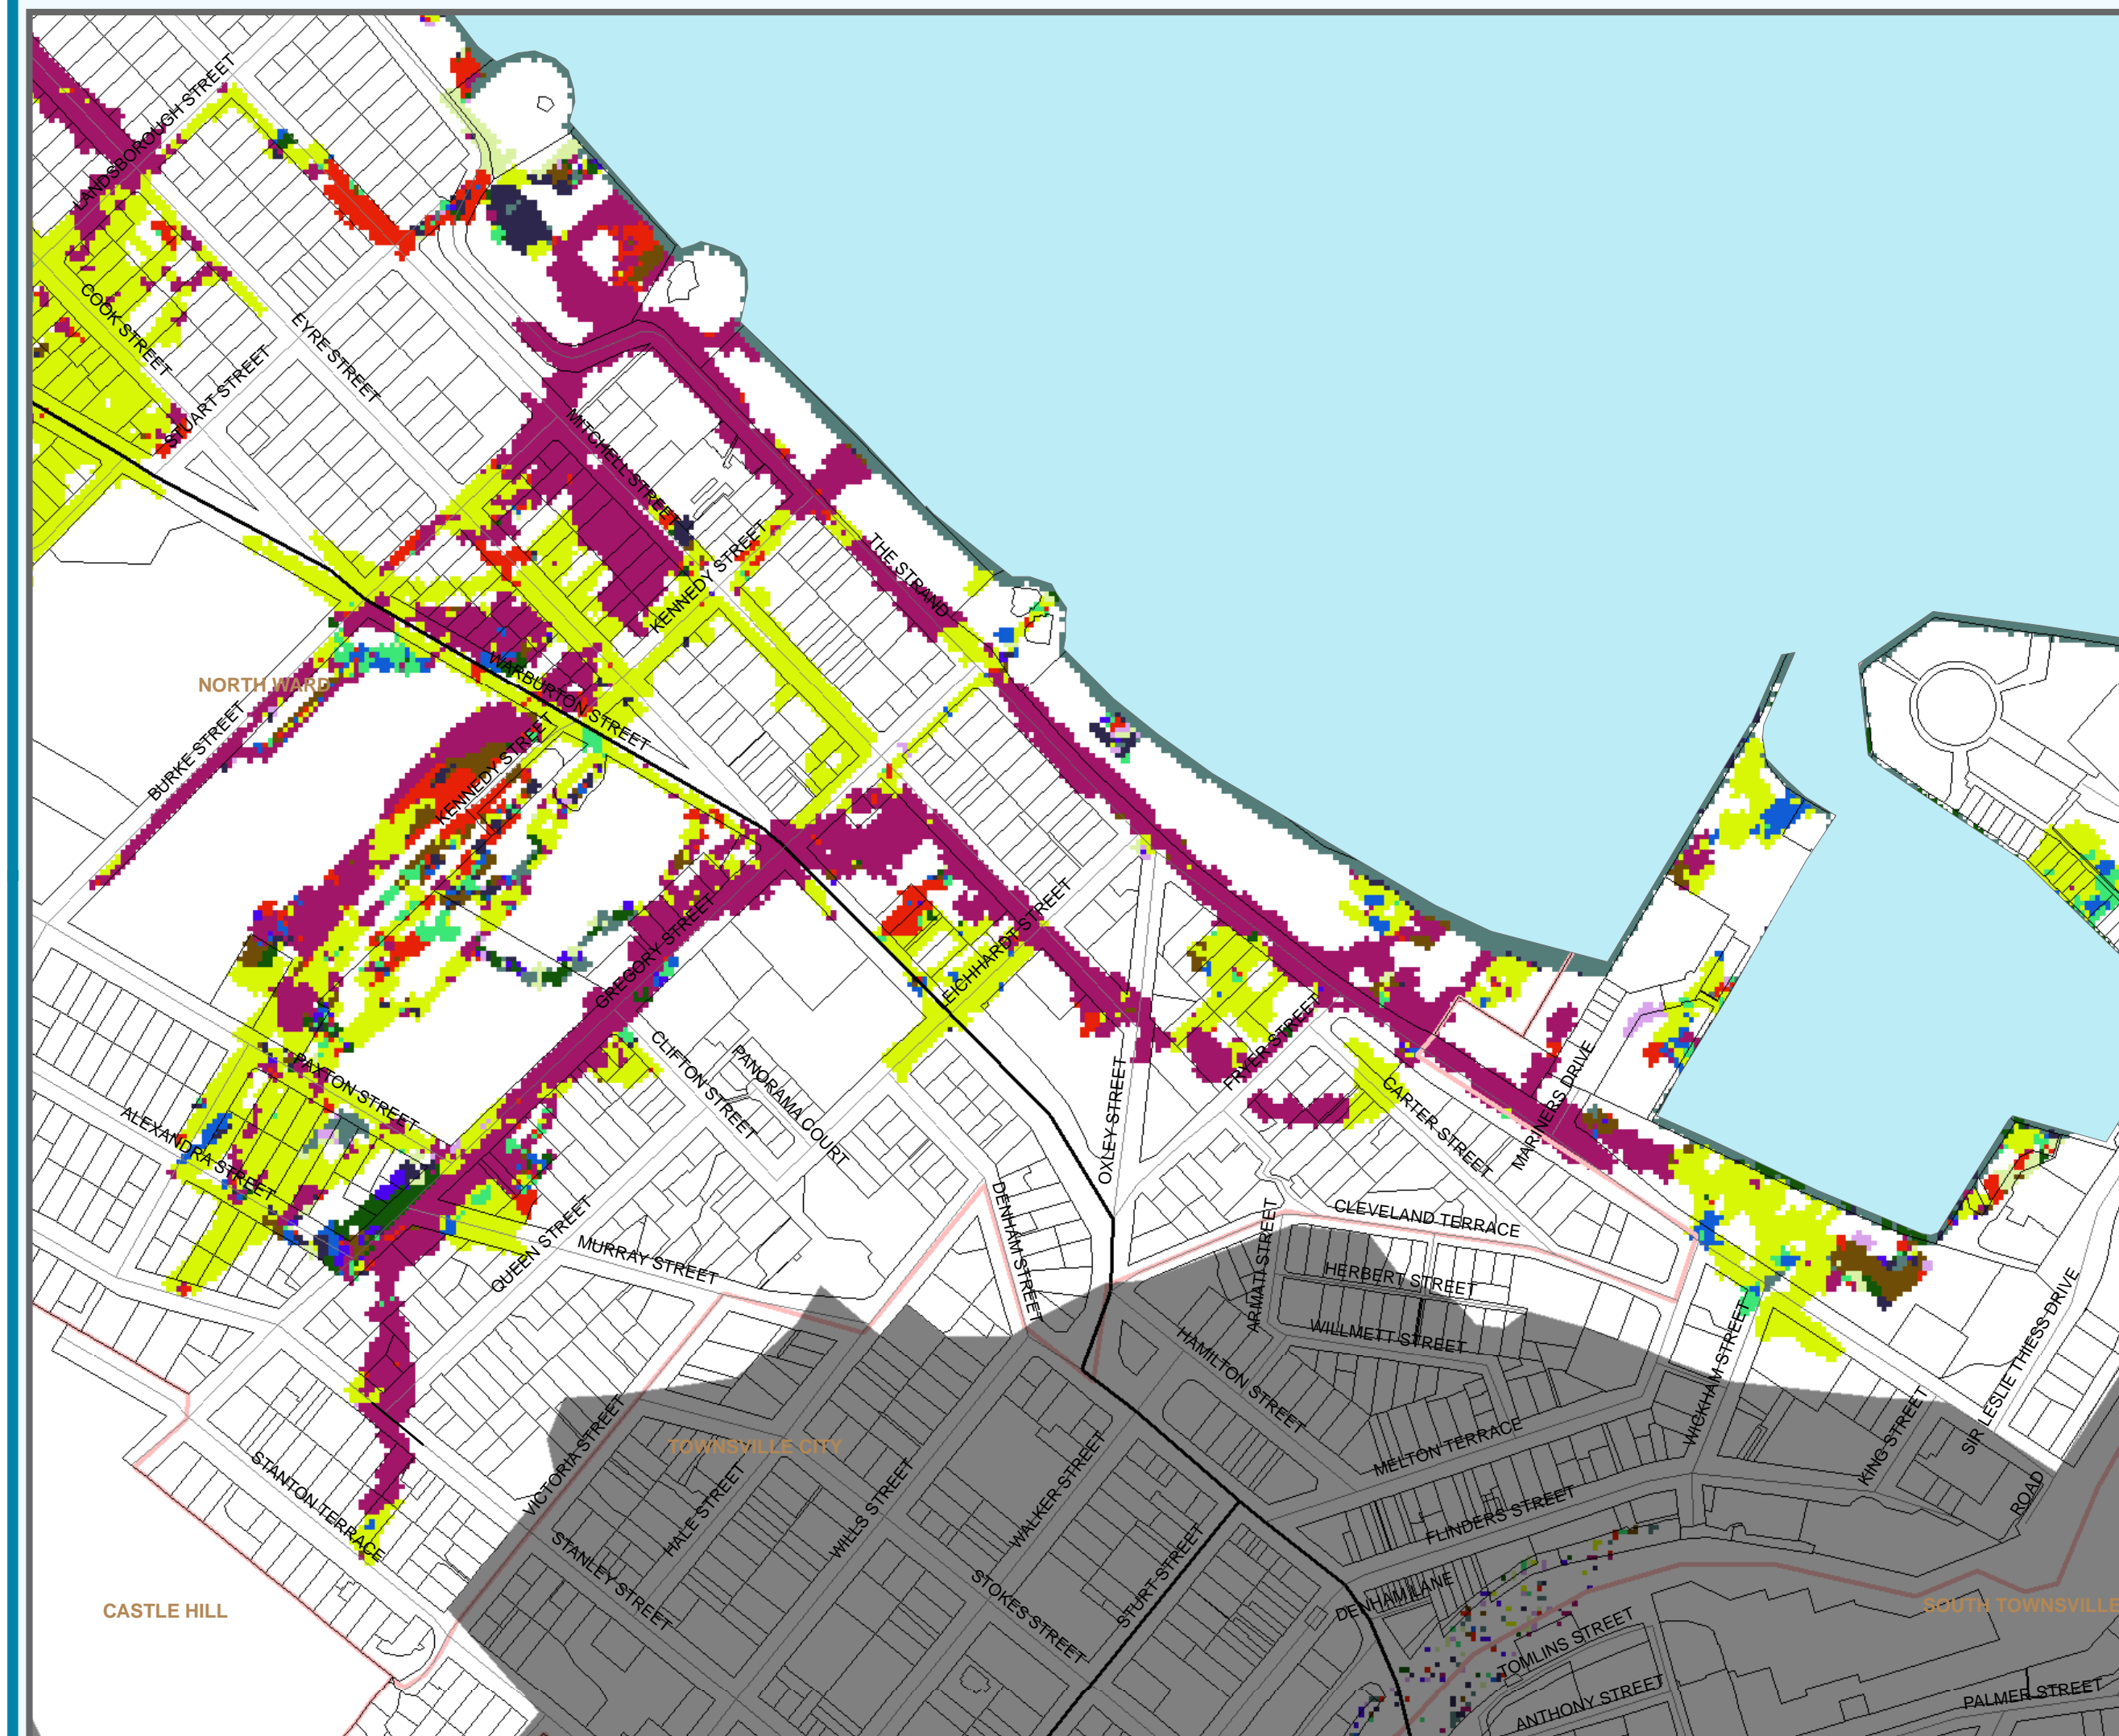 LANDSBOROUGH STREET
COOK STREET
EYRE STREET
STUART STREET
MITCHELL STREET
KENNEDY STREET
THE STRAND
NORTH WARD
WARBURTON STREET
BURKE STREET
KENNEDY STREET
GREGORY STREET
LEICHHARDT STREET
CLIFTON STREET
PANORAMA COURT
FRYER STREET
CARTER STREET
MARINERS DRIVE
OXLEY STREET
PAXTON STREET
ALEXANDRA STREET
QUEEN STREET
MURRAY STREET
DENHAM STREET
ARMATI STREET
CLEVELAND TERRACE
HERBERT STREET
WILLMETT STREET
HAMILTON STREET
WICKHAM STREET
SIR LESLIE THIESS DRIVE
KING STREET
ROAD
MELTON TERRACE
FLINDERS STREET
TOWNSVILLE CITY
VICTORIA STREET
HALE STREET
WILLS STREET
WALKER STREET
STANTON TERRACE
STANLEY STREET
STOKES STREET
STURT STREET
DENHAM LANE
CASTLE HILL
SOUTH TOWNSVILLE
TOMLINS STREET
ANTHONY STREET
PALMER STREET